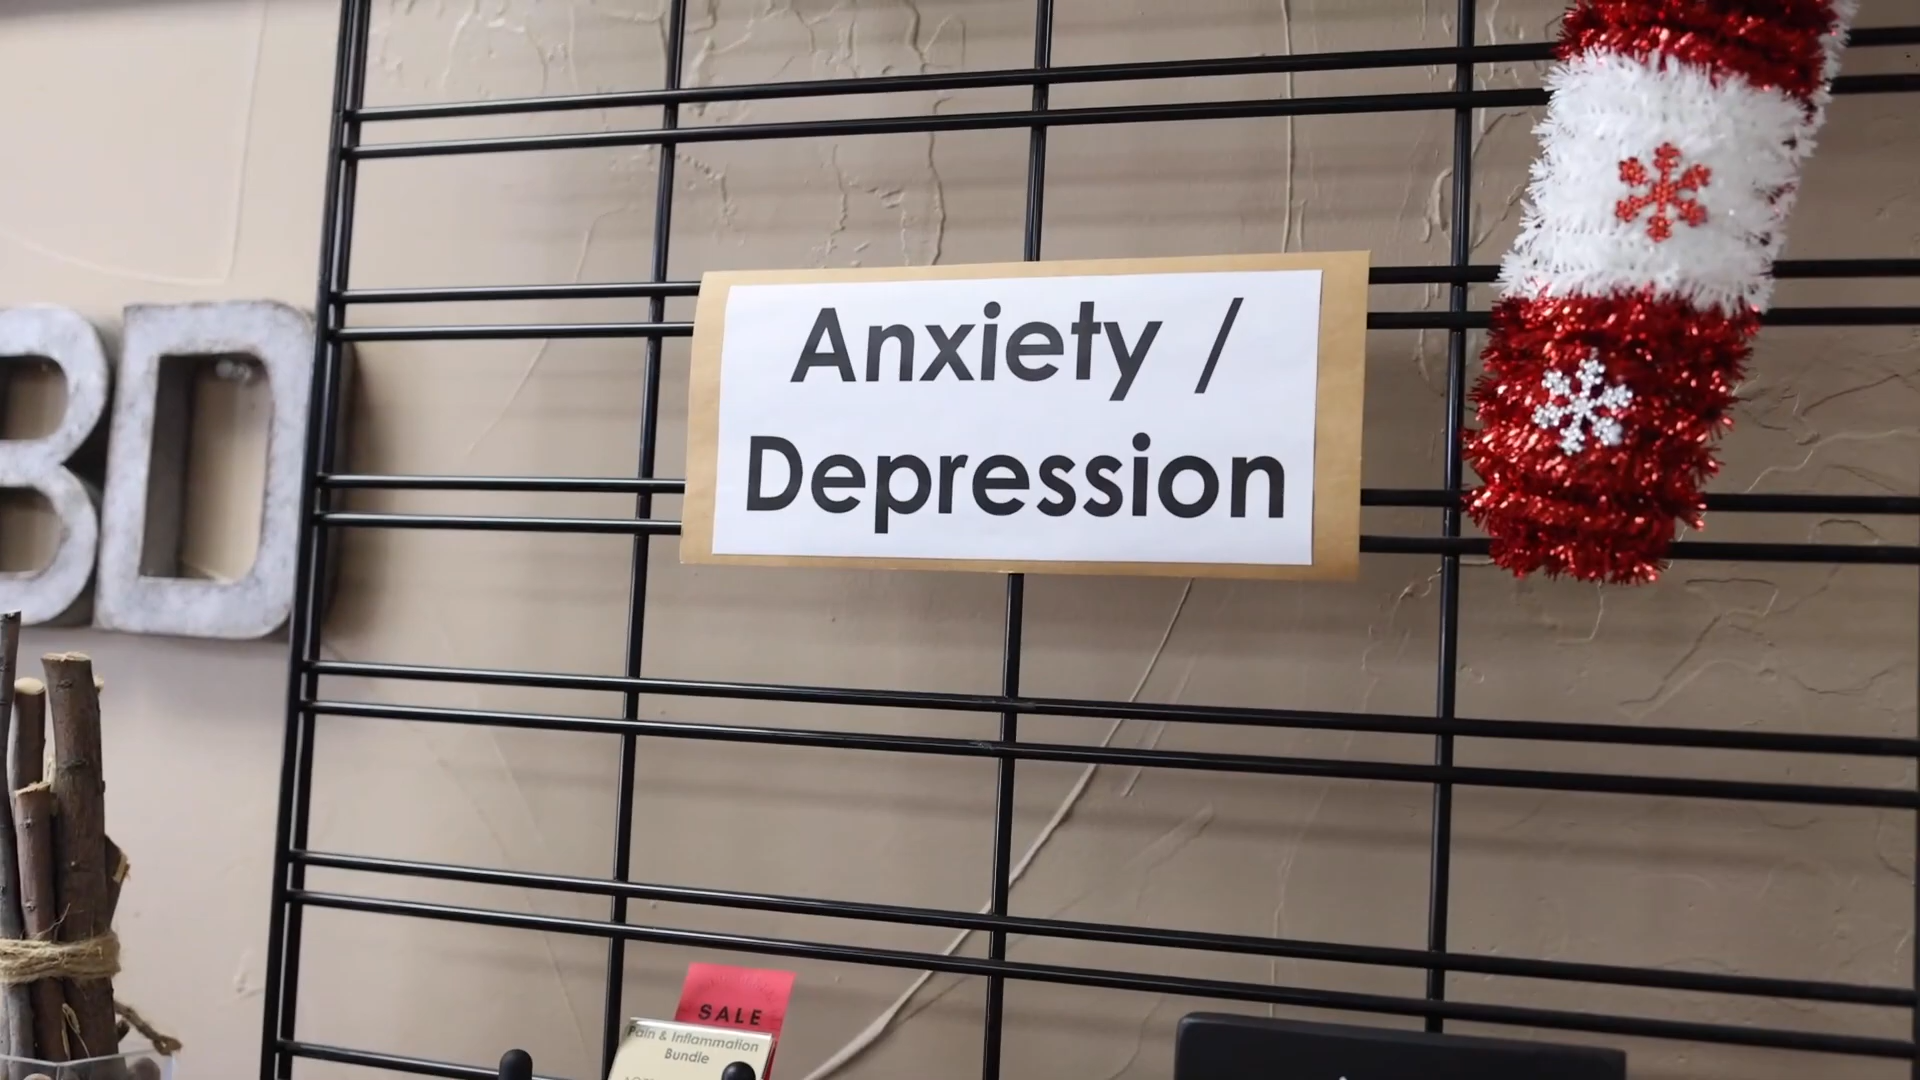 BD
Anxiety /
Depression
SALE
Pain & Inflammation
Bundle